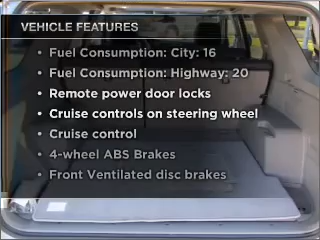 VEHICLE FEATURES
• Fuel Consumption: City: 16
• Fuel Consumption: Highway: 20
• Remote power door locks
• Cruise controls on steering wheel
• Cruise control
• 4-wheel ABS Brakes
• Front Ventilated disc brakes